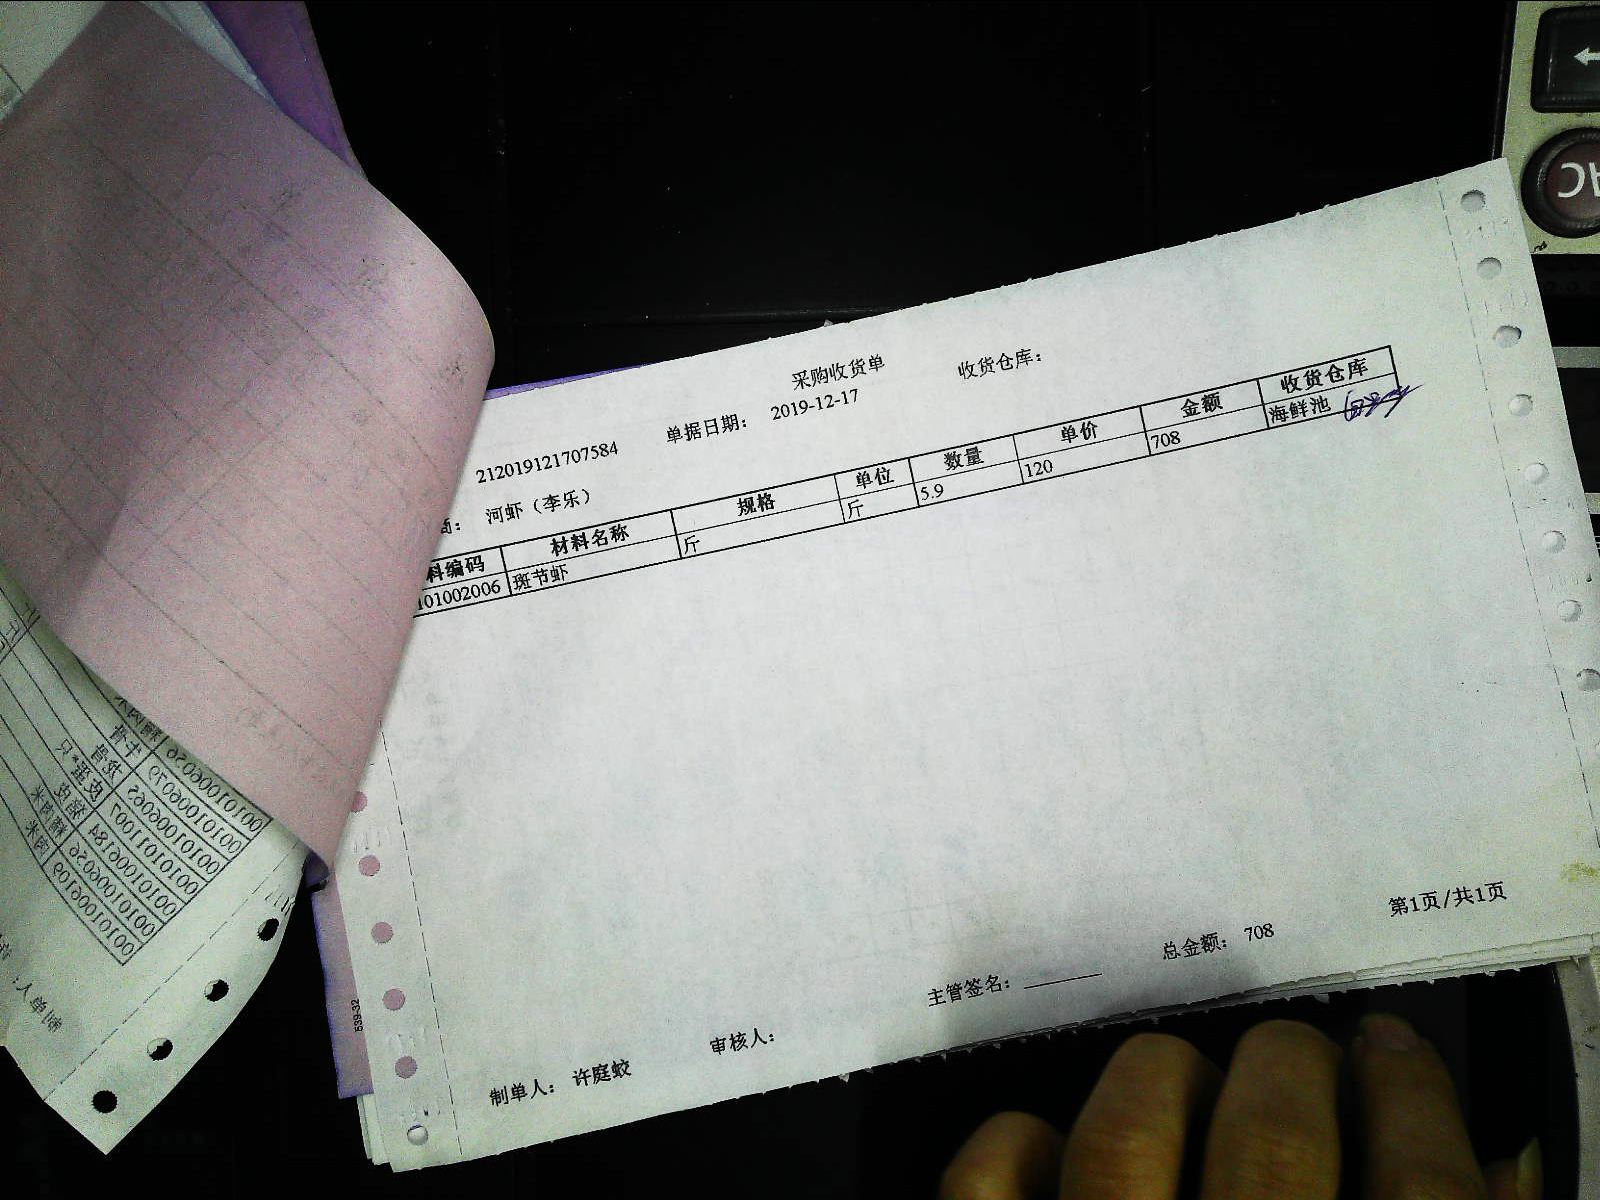 采购收货单 收货仓库：
212019121707584 单据日期： 2019-12-17
商： 河虾（李乐）
料编码 材料名称 规格 单位 数量 单价 金额 收货仓库
101002006 斑节虾 斤 斤 5.9 120 708 海鲜池
第1页/共1页
主管签名： 总金额： 708
制单人： 许庭蛟 审核人：
539-32
AC